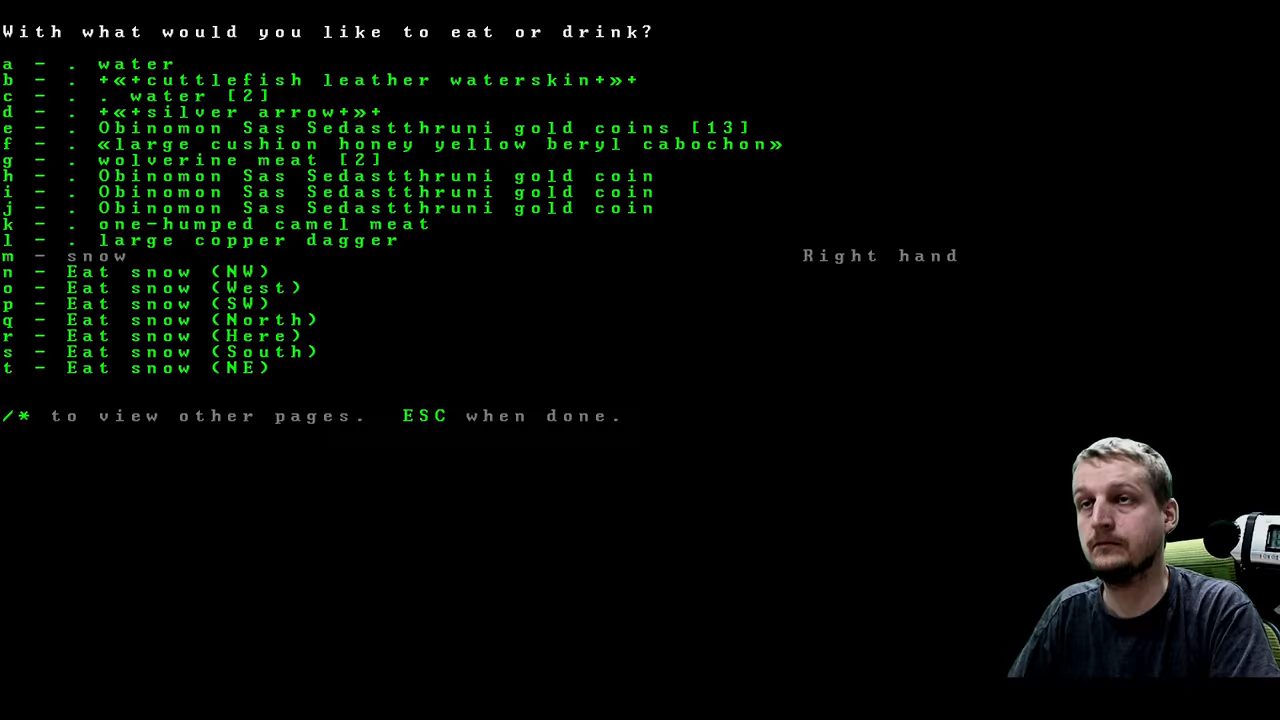 With what would you like to eat or drink?
a - . water
b - . +«+cuttlefish leather waterskin+»+
c - . . water [2]
d - . +«+silver arrow+»+
e - . Obinomon Sas Sedastthruni gold coins [13]
f - . «large cushion honey yellow beryl cabochon»
g - . wolverine meat [2]
h - . Obinomon Sas Sedastthruni gold coin
i - . Obinomon Sas Sedastthruni gold coin
j - . Obinomon Sas Sedastthruni gold coin
k - . one-humped camel meat
l - . large copper dagger
m - snow Right hand
n - Eat snow (NW)
o - Eat snow (West)
p - Eat snow (SW)
q - Eat snow (North)
r - Eat snow (Here)
s - Eat snow (South)
t - Eat snow (NE)
/* to view other pages. ESC when done.